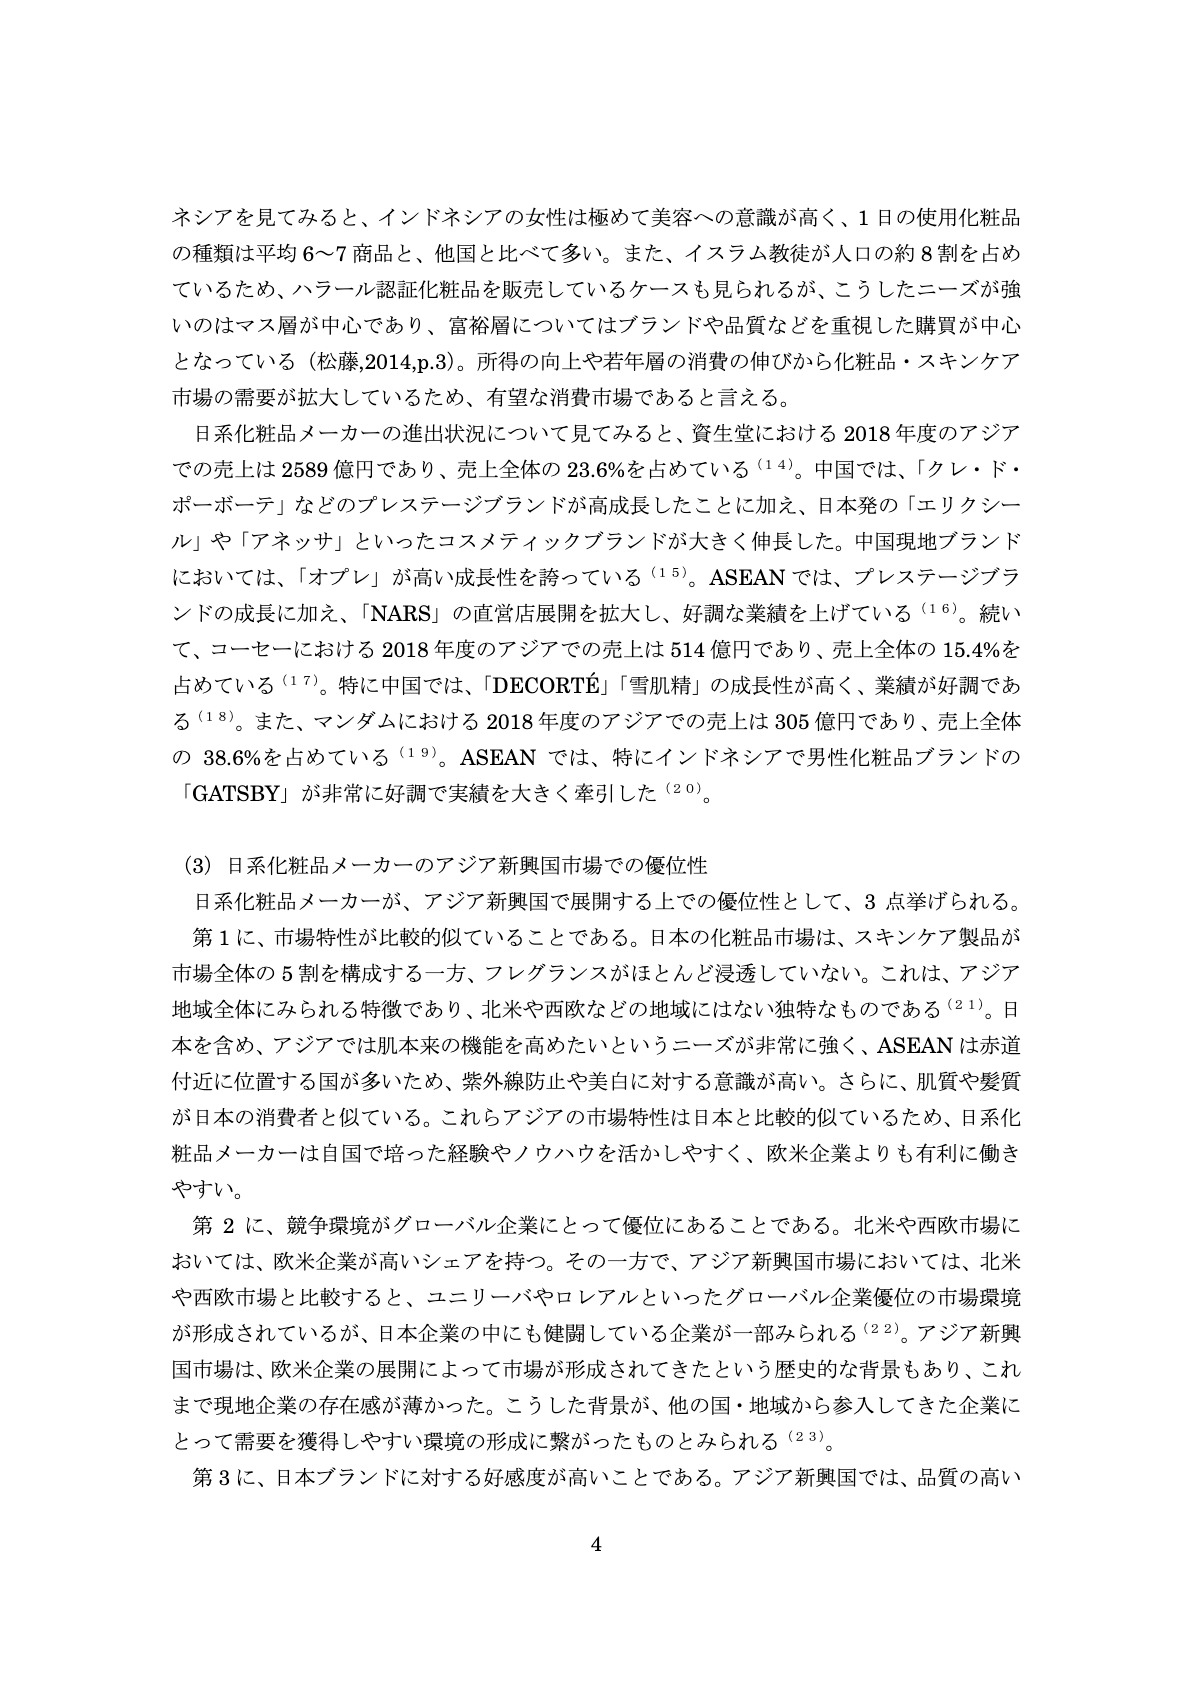 ネシアを見てみると、インドネシアの女性は極めて美容への意識が高く、1 日の使用化粧品
の種類は平均 6～7 商品と、他国と比べて多い。また、イスラム教徒が人口の約 8 割を占め
ているため、ハラール認証化粧品を販売しているケースも見られるが、こうしたニーズが強
いのはマス層が中心であり、富裕層についてはブランドや品質などを重視した購買が中心
となっている（松藤,2014,p.3）。所得の向上や若年層の消費の伸びから化粧品・スキンケア
市場の需要が拡大しているため、有望な消費市場であると言える。
日系化粧品メーカーの進出状況について見てみると、資生堂における 2018 年度のアジア
での売上は 2589 億円であり、売上全体の 23.6%を占めている（14）。中国では、「クレ・ド・
ポーボーテ」などのプレステージブランドが高成長したことに加え、日本発の「エリクシー
ル」や「アネッサ」といったコスメティックブランドが大きく伸長した。中国現地ブランド
においては、「オプレ」が高い成長性を誇っている（15）。ASEAN では、プレステージブラ
ンドの成長に加え、「NARS」の直営店展開を拡大し、好調な業績を上げている（16）。続い
て、コーセーにおける 2018 年度のアジアでの売上は 514 億円であり、売上全体の 15.4%を
占めている（17）。特に中国では、「DECORTÉ」「雪肌精」の成長性が高く、業績が好調であ
る（18）。また、マンダムにおける 2018 年度のアジアでの売上は 305 億円であり、売上全体
の 38.6%を占めている（19）。ASEAN では、特にインドネシアで男性化粧品ブランドの
「GATSBY」が非常に好調で実績を大きく牽引した（20）。
（3）日系化粧品メーカーのアジア新興国市場での優位性
日系化粧品メーカーが、アジア新興国で展開する上での優位性として、3 点挙げられる。
第 1 に、市場特性が比較的似ていることである。日本の化粧品市場は、スキンケア製品が
市場全体の 5 割を構成する一方、フレグランスがほとんど浸透していない。これは、アジア
地域全体にみられる特徴であり、北米や西欧などの地域にはない独特なものである（21）。日
本を含め、アジアでは肌本来の機能を高めたいというニーズが非常に強く、ASEAN は赤道
付近に位置する国が多いため、紫外線防止や美白に対する意識が高い。さらに、肌質や髪質
が日本の消費者と似ている。これらアジアの市場特性は日本と比較的似ているため、日系化
粧品メーカーは自国で培った経験やノウハウを活かしやすく、欧米企業よりも有利に働き
やすい。
第 2 に、競争環境がグローバル企業にとって優位にあることである。北米や西欧市場に
おいては、欧米企業が高いシェアを持つ。その一方で、アジア新興国市場においては、北米
や西欧市場と比較すると、ユニリーバやロレアルといったグローバル企業優位の市場環境
が形成されているが、日本企業の中にも健闘している企業が一部みられる（22）。アジア新興
国市場は、欧米企業の展開によって市場が形成されてきたという歴史的な背景もあり、これ
まで現地企業の存在感が薄かった。こうした背景が、他の国・地域から参入してきた企業に
とって需要を獲得しやすい環境の形成に繋がったものとみられる（23）。
第 3 に、日本ブランドに対する好感度が高いことである。アジア新興国では、品質の高い
4